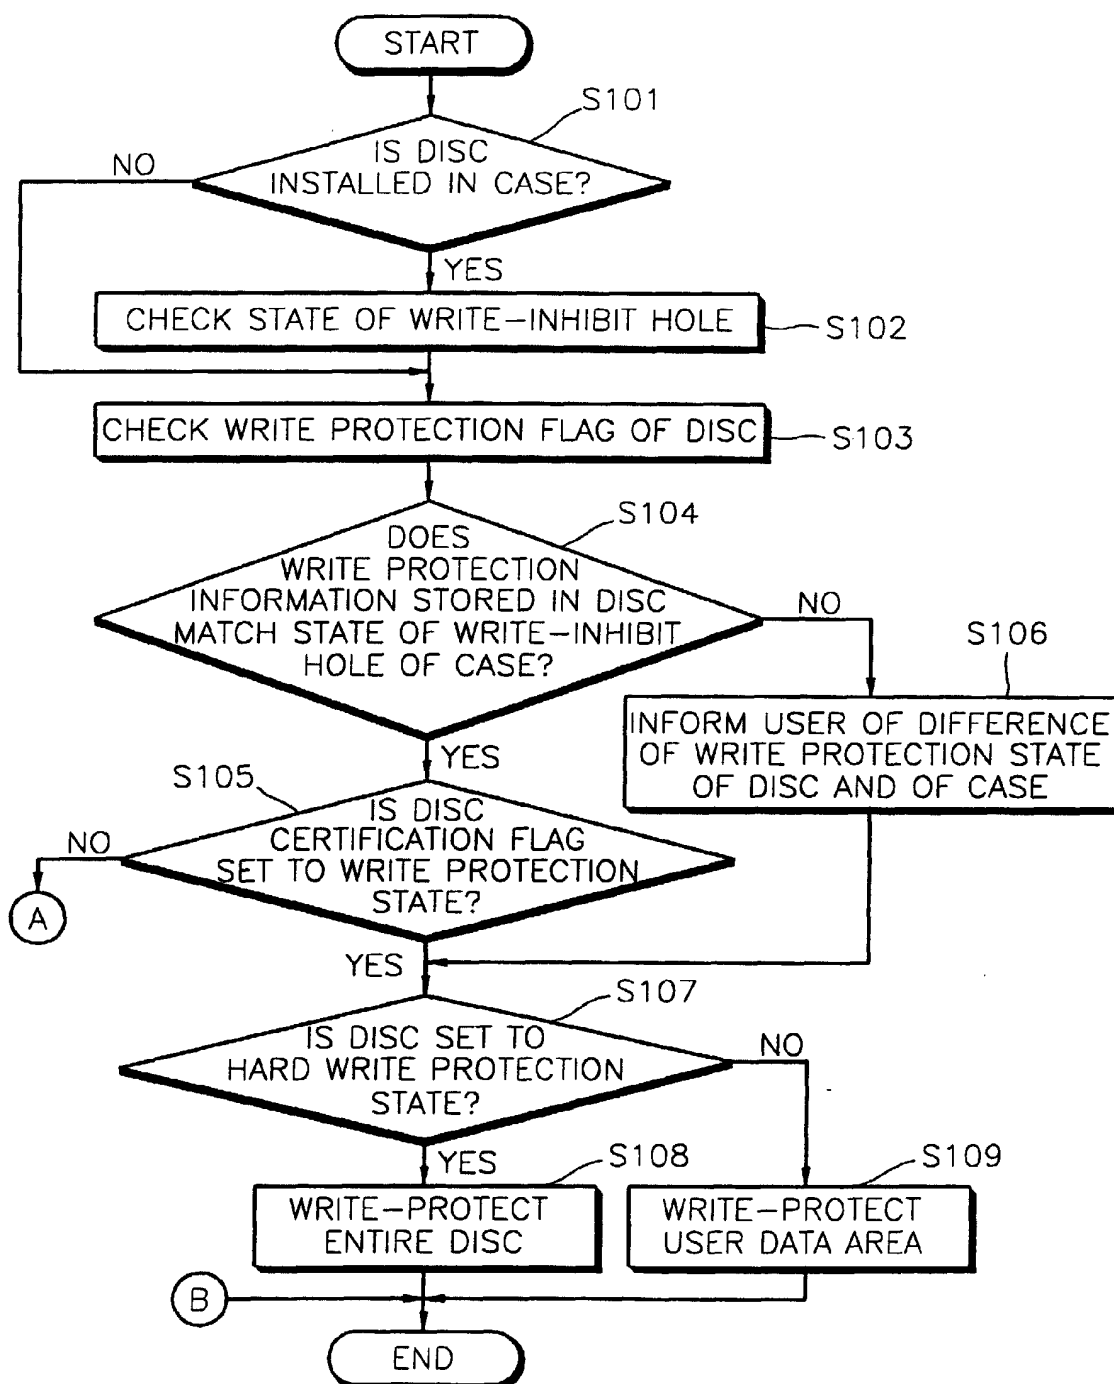 START
S101
IS DISC
INSTALLED IN CASE?
NO
YES
CHECK STATE OF WRITE-INHIBIT HOLE
S102
CHECK WRITE PROTECTION FLAG OF DISC
S103
S104
DOES
WRITE PROTECTION
INFORMATION STORED IN DISC
MATCH STATE OF WRITE-INHIBIT
HOLE OF CASE?
NO
S106
INFORM USER OF DIFFERENCE
OF WRITE PROTECTION STATE
OF DISC AND OF CASE
YES
S105
IS DISC
CERTIFICATION FLAG
SET TO WRITE PROTECTION
STATE?
NO
A
YES
S107
IS DISC SET TO
HARD WRITE PROTECTION
STATE?
NO
YES
S108
WRITE-PROTECT
ENTIRE DISC
S109
WRITE-PROTECT
USER DATA AREA
B
END